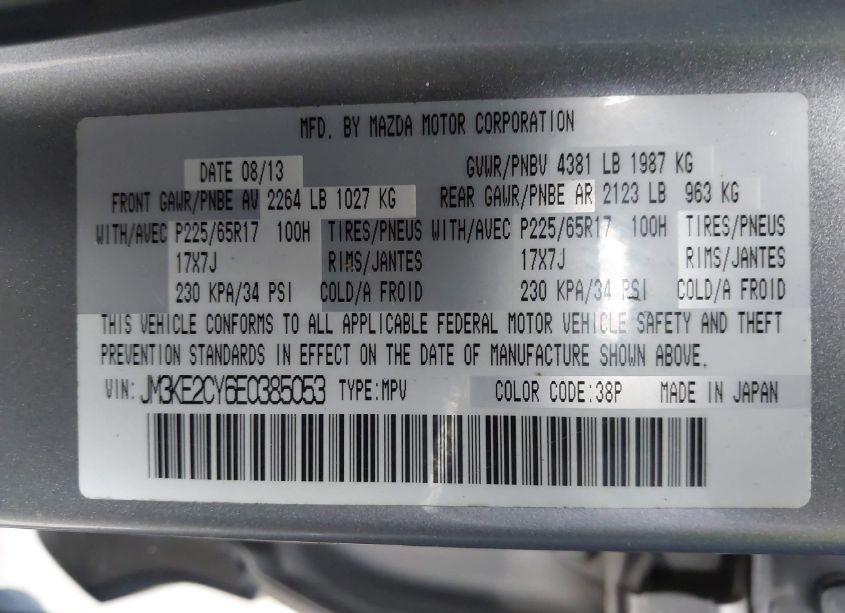 MFD. BY MAZDA MOTOR CORPORATION
DATE 08/13 GVWR/PNBV 4381 LB 1987 KG
FRONT GAWR/PNBE AV 2264 LB 1027 KG REAR GAWR/PNBE AR 2123 LB 963 KG
WITH/AVEC P225/65R17 100H TIRES/PNEUS WITH/AVEC P225/65R17 100H TIRES/PNEUS
17X7J RIMS/JANTES 17X7J RIMS/JANTES
230 KPA/34 PSI COLD/A FROID 230 KPA/34 PSI COLD/A FROID
THIS VEHICLE CONFORMS TO ALL APPLICABLE FEDERAL MOTOR VEHICLE SAFETY AND THEFT
PREVENTION STANDARDS IN EFFECT ON THE DATE OF MANUFACTURE SHOWN ABOVE.
VIN: JM3KE2CY6E0385053 TYPE:MPV COLOR CODE:38P MADE IN JAPAN